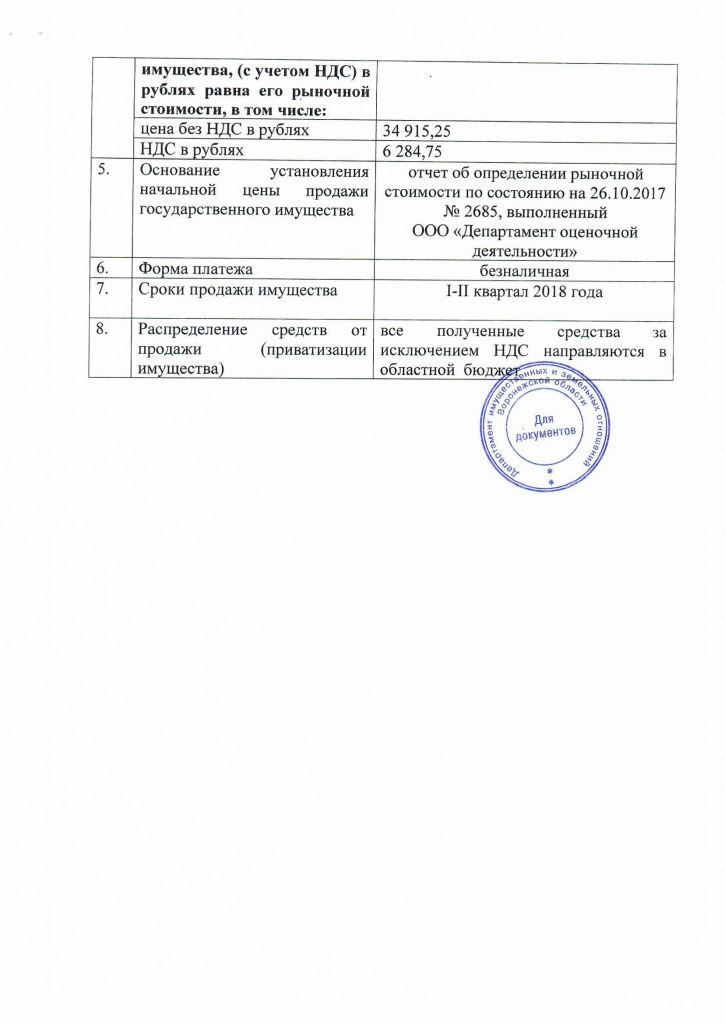 имущества, (с учетом НДС) в
рублях равна его рыночной
стоимости, в том числе:
цена без НДС в рублях 34 915,25
НДС в рублях 6 284,75
5. Основание установления
начальной цены продажи
государственного имущества
отчет об определении рыночной
стоимости по состоянию на 26.10.2017
№ 2685, выполненный
ООО «Департамент оценочной
деятельности»
6. Форма платежа безналичная
7. Сроки продажи имущества I-II квартал 2018 года
8. Распределение средств от
продажи (приватизации
имущества)
все полученные средства за
исключением НДС направляются в
областной бюджет
Департамент имущественных и земельных отношений
Воронежской области
Для
документов